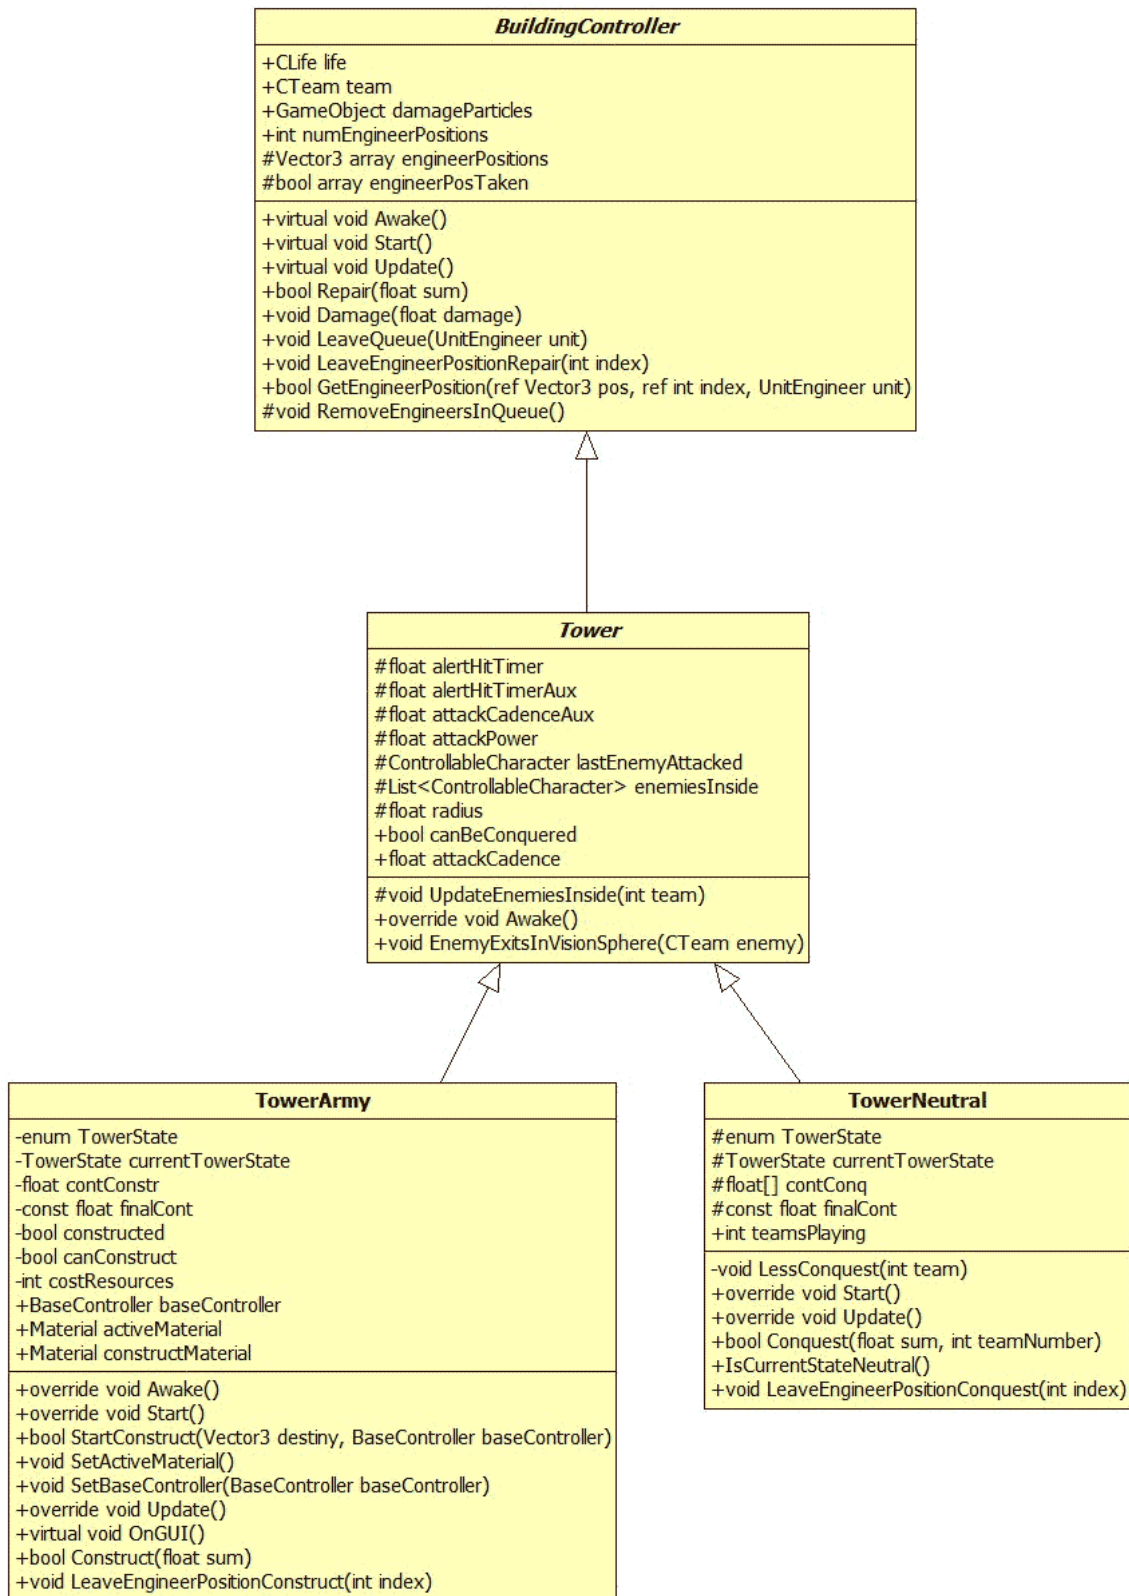 BuildingController
+CLife life
+CTeam team
+GameObject damageParticles
+int numEngineerPositions
#Vector3 array engineerPositions
#bool array engineerPosTaken
+virtual void Awake()
+virtual void Start()
+virtual void Update()
+bool Repair(float sum)
+void Damage(float damage)
+void LeaveQueue(UnitEngineer unit)
+void LeaveEngineerPositionRepair(int index)
+bool GetEngineerPosition(ref Vector3 pos, ref int index, UnitEngineer unit)
#void RemoveEngineersInQueue()
Tower
#float alertHitTimer
#float alertHitTimerAux
#float attackCadenceAux
#float attackPower
#ControllableCharacter lastEnemyAttacked
#List<ControllableCharacter> enemiesInside
#float radius
+bool canBeConquered
+float attackCadence
#void UpdateEnemiesInside(int team)
+override void Awake()
+void EnemyExitsInVisionSphere(CTeam enemy)
TowerArmy
-enum TowerState
-TowerState currentTowerState
-float contConstr
-const float finalCont
-bool constructed
-bool canConstruct
-int costResources
+BaseController baseController
+Material activeMaterial
+Material constructMaterial
+override void Awake()
+override void Start()
+bool StartConstruct(Vector3 destiny, BaseController baseController)
+void SetActiveMaterial()
+void SetBaseController(BaseController baseController)
+override void Update()
+virtual void OnGUI()
+bool Construct(float sum)
+void LeaveEngineerPositionConstruct(int index)
TowerNeutral
#enum TowerState
#TowerState currentTowerState
#float[] contConq
#const float finalCont
+int teamsPlaying
-void LessConquest(int team)
+override void Start()
+override void Update()
+bool Conquest(float sum, int teamNumber)
+IsCurrentStateNeutral()
+void LeaveEngineerPositionConquest(int index)